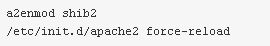 a2enmod shib2
/etc/init.d/apache2 force-reload